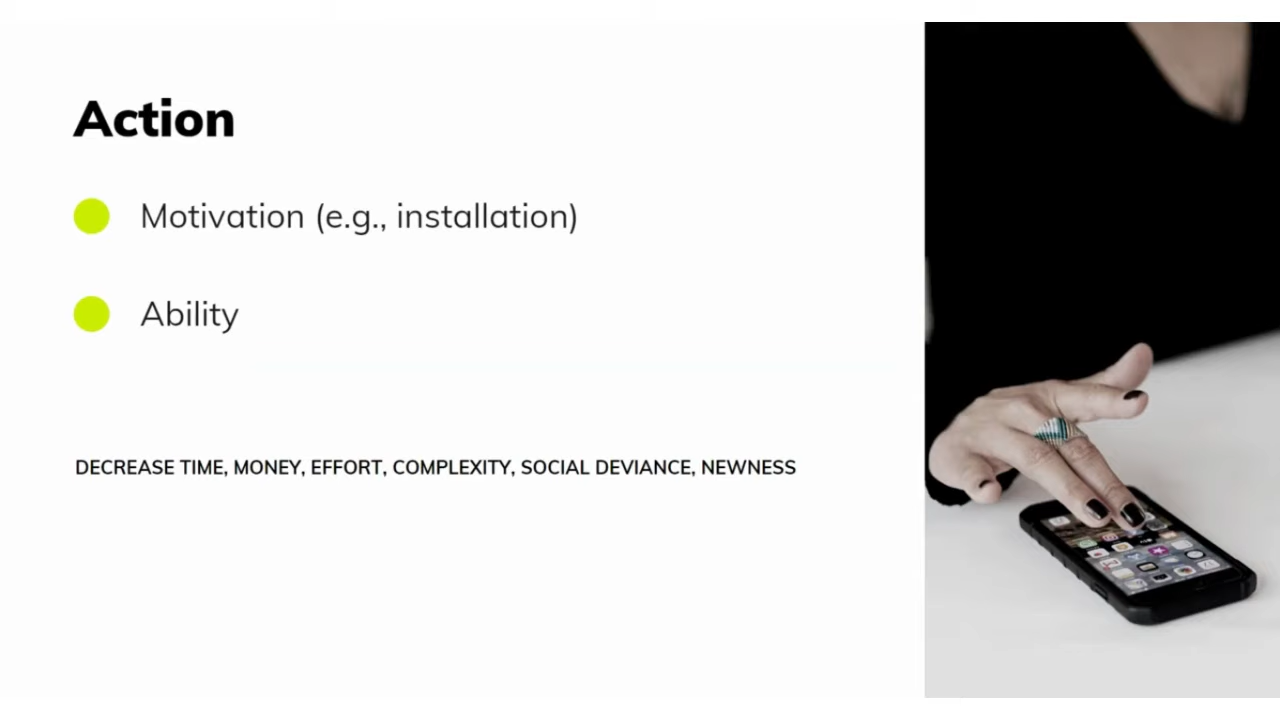 Action
Motivation (e.g., installation)
Ability
DECREASE TIME, MONEY, EFFORT, COMPLEXITY, SOCIAL DEVIANCE, NEWNESS